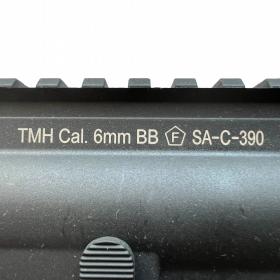 TMH Cal. 6mm BB F SA-C-390